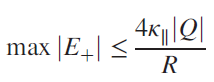 max |E₊| ≤ 4κ∥|Q| / R